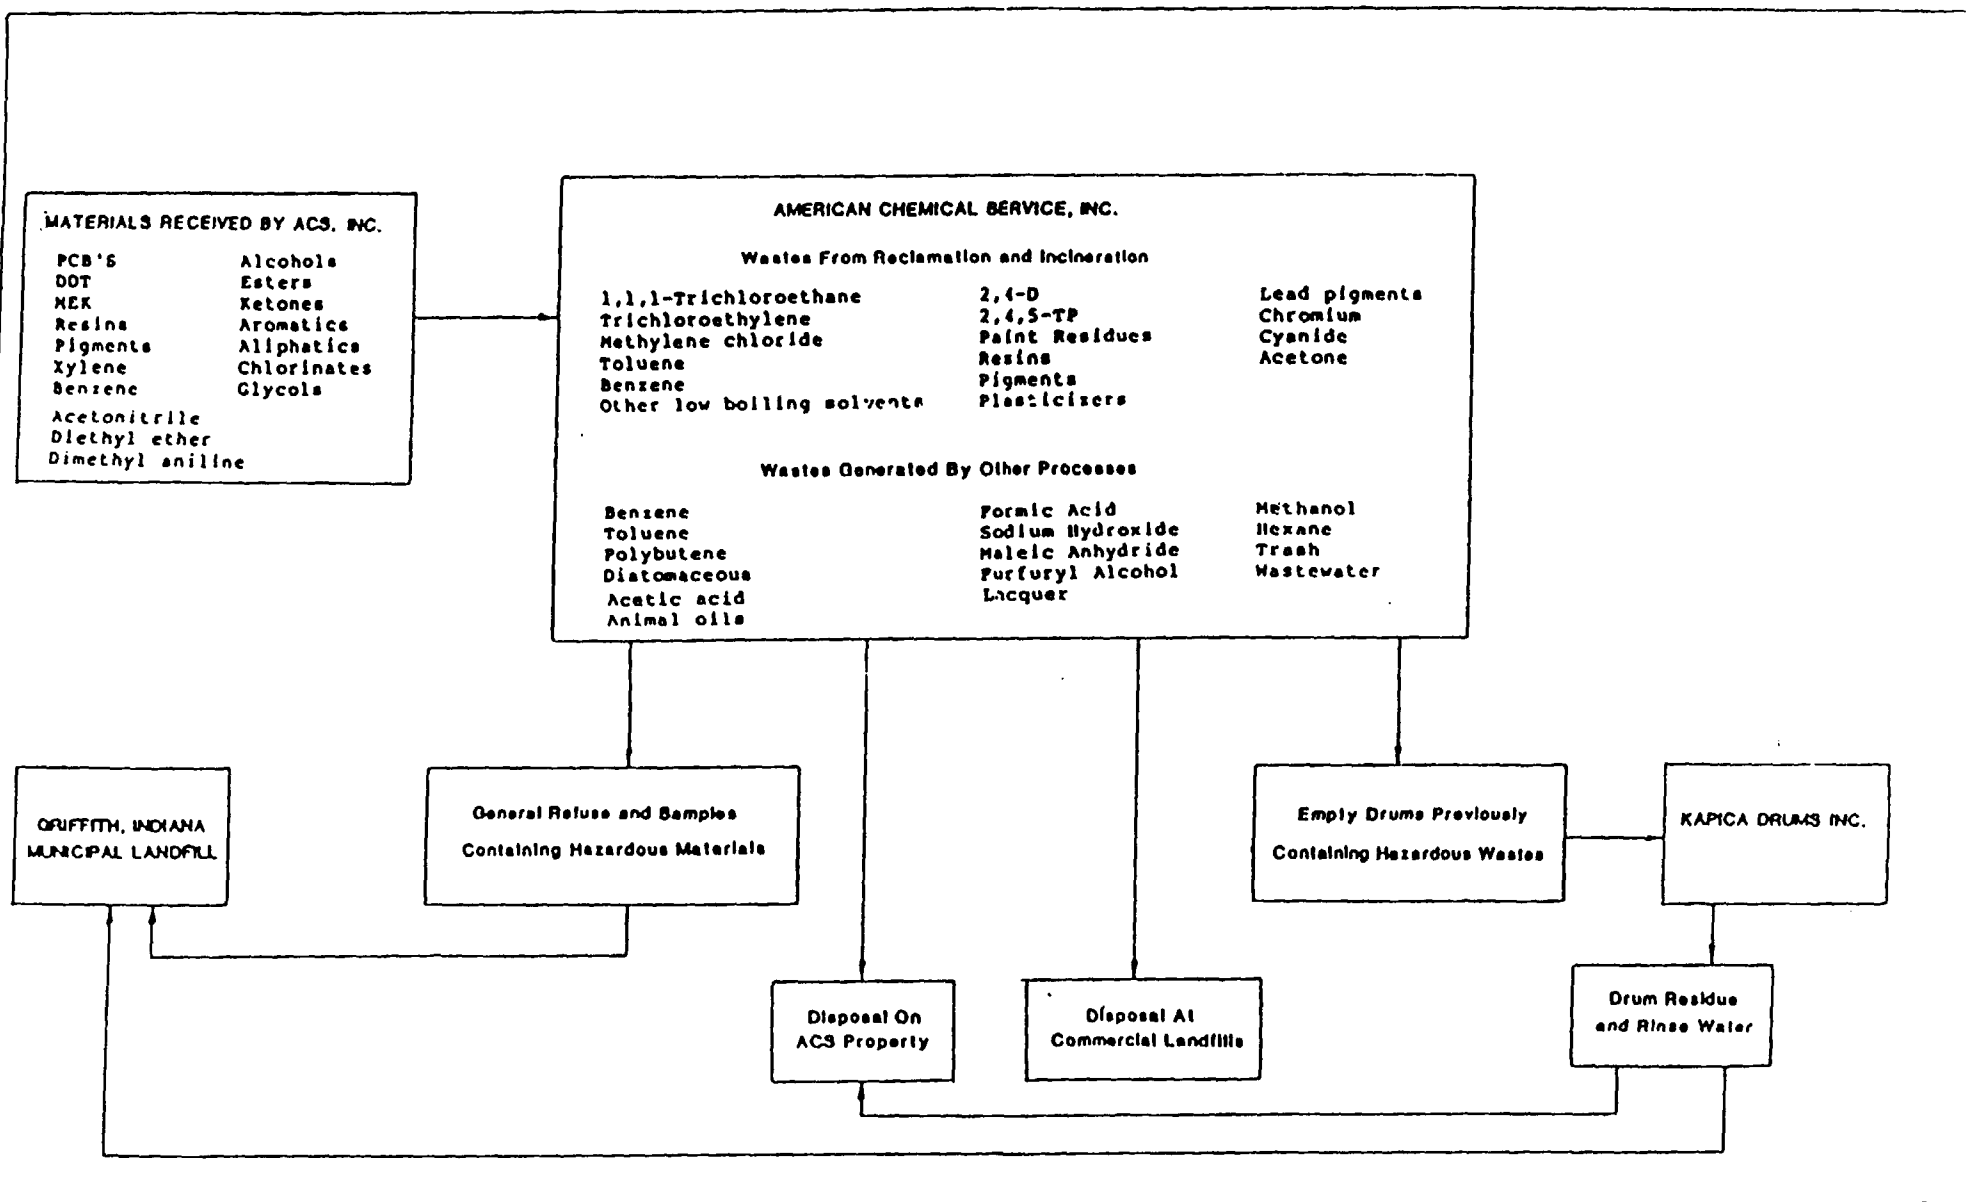 MATERIALS RECEIVED BY ACS, INC.
PCB'S
DDT
MEK
Resins
Pigments
Xylene
Benzene
Acetonitrile
Diethyl ether
Dimethyl aniline
Alcohols
Esters
Ketones
Aromatics
Aliphatics
Chlorinates
Glycols
AMERICAN CHEMICAL SERVICE, INC.
Wastes From Reclamation and Incineration
1,1,1-Trichloroethane
Trichloroethylene
Methylene chloride
Toluene
Benzene
Other low boiling solvents
2,4-D
2,4,5-TP
Paint Residues
Resins
Pigments
Plasticizers
Lead pigments
Chromium
Cyanide
Acetone
Wastes Generated By Other Processes
Benzene
Toluene
Polybutene
Diatomaceous
Acetic acid
Animal oils
Formic Acid
Sodium Hydroxide
Maleic Anhydride
Furfuryl Alcohol
Lacquer
Methanol
Hexane
Trash
Wastewater
GRIFFITH, INDIANA
MUNICIPAL LANDFILL
General Refuse and Samples
Containing Hazardous Materials
Empty Drums Previously
Containing Hazardous Wastes
KAPICA DRUMS INC.
Disposal On
ACS Property
Disposal At
Commercial Landfills
Drum Residue
and Rinse Water